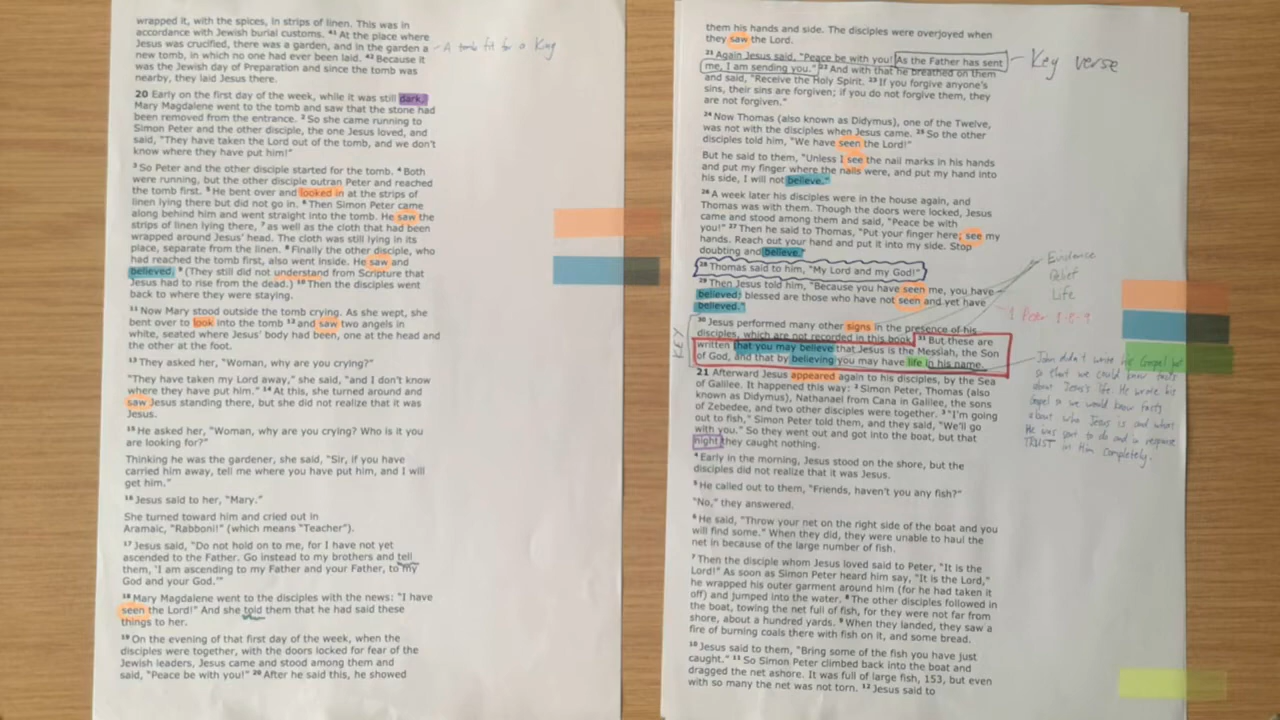 wrapped it, with the spices, in strips of linen. This was in
accordance with Jewish burial customs. 41 At the place where
Jesus was crucified, there was a garden, and in the garden a
new tomb, in which no one had ever been laid. 42 Because it
was the Jewish day of Preparation and since the tomb was
nearby, they laid Jesus there.
A tomb fit for a King
20 Early on the first day of the week, while it was still dark,
Mary Magdalene went to the tomb and saw that the stone had
been removed from the entrance. 2 So she came running to
Simon Peter and the other disciple, the one Jesus loved, and
said, "They have taken the Lord out of the tomb, and we don't
know where they have put him!"
3 So Peter and the other disciple started for the tomb. 4 Both
were running, but the other disciple outran Peter and reached
the tomb first. 5 He bent over and looked in at the strips of
linen lying there but did not go in. 6 Then Simon Peter came
along behind him and went straight into the tomb. He saw the
strips of linen lying there, 7 as well as the cloth that had been
wrapped around Jesus' head. The cloth was still lying in its
place, separate from the linen. 8 Finally the other disciple, who
had reached the tomb first, also went inside. He saw and
believed. 9 (They still did not understand from Scripture that
Jesus had to rise from the dead.) 10 Then the disciples went
back to where they were staying.
11 Now Mary stood outside the tomb crying. As she wept, she
bent over to look into the tomb 12 and saw two angels in
white, seated where Jesus' body had been, one at the head and
the other at the foot.
13 They asked her, "Woman, why are you crying?"
"They have taken my Lord away," she said, "and I don't know
where they have put him." 14 At this, she turned around and
saw Jesus standing there, but she did not realize that it was
Jesus.
15 He asked her, "Woman, why are you crying? Who is it you
are looking for?"
Thinking he was the gardener, she said, "Sir, if you have
carried him away, tell me where you have put him, and I will
get him."
16 Jesus said to her, "Mary."
She turned toward him and cried out in
Aramaic, "Rabboni!" (which means "Teacher").
17 Jesus said, "Do not hold on to me, for I have not yet
ascended to the Father. Go instead to my brothers and tell
them, 'I am ascending to my Father and your Father, to my
God and your God.'"
18 Mary Magdalene went to the disciples with the news: "I have
seen the Lord!" And she told them that he had said these
things to her.
19 On the evening of that first day of the week, when the
disciples were together, with the doors locked for fear of the
Jewish leaders, Jesus came and stood among them and
said, "Peace be with you!" 20 After he said this, he showed
them his hands and side. The disciples were overjoyed when
they saw the Lord.
21 Again Jesus said, "Peace be with you! As the Father has sent
me, I am sending you." 22 And with that he breathed on them
and said, "Receive the Holy Spirit. 23 If you forgive anyone's
sins, their sins are forgiven; if you do not forgive them, they
are not forgiven."
Key verse
24 Now Thomas (also known as Didymus), one of the Twelve,
was not with the disciples when Jesus came. 25 So the other
disciples told him, "We have seen the Lord!"
But he said to them, "Unless I see the nail marks in his hands
and put my finger where the nails were, and put my hand into
his side, I will not believe."
26 A week later his disciples were in the house again, and
Thomas was with them. Though the doors were locked, Jesus
came and stood among them and said, "Peace be with
you!" 27 Then he said to Thomas, "Put your finger here; see my
hands. Reach out your hand and put it into my side. Stop
doubting and believe."
28 Thomas said to him, "My Lord and my God!"
29 Then Jesus told him, "Because you have seen me, you have
believed; blessed are those who have not seen and yet have
believed."
Evidence
Belief
Life
1 Peter 1-8-9
KEY
30 Jesus performed many other signs in the presence of his
disciples, which are not recorded in this book. 31 But these are
written that you may believe that Jesus is the Messiah, the Son
of God, and that by believing you may have life in his name.
John didn't write his Gospel just
so that we could know facts
about Jesus's life. He wrote his
Gospel so we would know facts
about who Jesus is and what
He was sent to do and in response
TRUST in Him completely.
21 Afterward Jesus appeared again to his disciples, by the Sea
of Galilee. It happened this way: 2 Simon Peter, Thomas (also
known as Didymus), Nathanael from Cana in Galilee, the sons
of Zebedee, and two other disciples were together. 3 "I'm going
out to fish," Simon Peter told them, and they said, "We'll go
with you." So they went out and got into the boat, but that
night they caught nothing.
4 Early in the morning, Jesus stood on the shore, but the
disciples did not realize that it was Jesus.
5 He called out to them, "Friends, haven't you any fish?"
"No," they answered.
6 He said, "Throw your net on the right side of the boat and you
will find some." When they did, they were unable to haul the
net in because of the large number of fish.
7 Then the disciple whom Jesus loved said to Peter, "It is the
Lord!" As soon as Simon Peter heard him say, "It is the Lord,"
he wrapped his outer garment around him (for he had taken it
off) and jumped into the water. 8 The other disciples followed in
the boat, towing the net full of fish, for they were not far from
shore, about a hundred yards. 9 When they landed, they saw a
fire of burning coals there with fish on it, and some bread.
10 Jesus said to them, "Bring some of the fish you have just
caught." 11 So Simon Peter climbed back into the boat and
dragged the net ashore. It was full of large fish, 153, but even
with so many the net was not torn. 12 Jesus said to